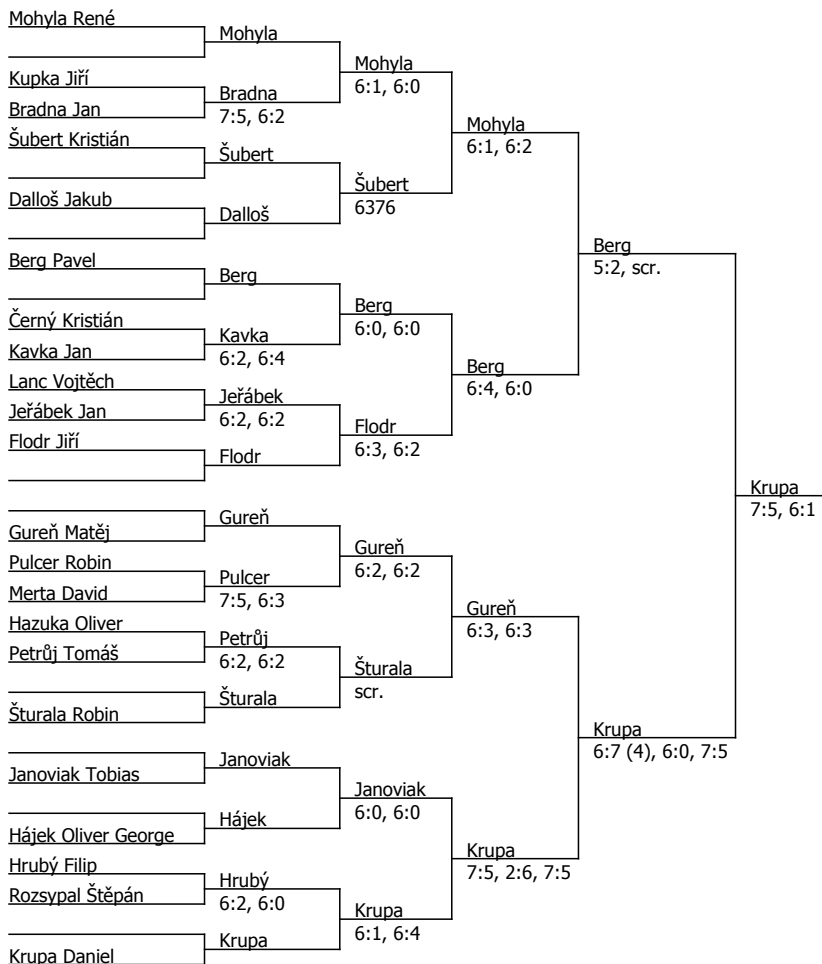 Mohyla René
Kupka Jiří
Bradna Jan
Šubert Kristián
Dalloš Jakub
Berg Pavel
Černý Kristián
Kavka Jan
Lanc Vojtěch
Jeřábek Jan
Flodr Jiří
Gureň Matěj
Pulcer Robin
Merta David
Hazuka Oliver
Petrůj Tomáš
Šturala Robin
Janoviak Tobias
Hájek Oliver George
Hrubý Filip
Rozsypal Štěpán
Krupa Daniel
Mohyla
Bradna
7:5, 6:2
Šubert
Dalloš
Berg
Kavka
6:2, 6:4
Jeřábek
6:2, 6:2
Flodr
Gureň
Pulcer
7:5, 6:3
Petrůj
6:2, 6:2
Šturala
Janoviak
Hájek
Hrubý
6:2, 6:0
Krupa
Mohyla
6:1, 6:0
Šubert
6376
Berg
6:0, 6:0
Flodr
6:3, 6:2
Gureň
6:2, 6:2
Šturala
scr.
Janoviak
6:0, 6:0
Krupa
6:1, 6:4
Mohyla
6:1, 6:2
Berg
6:4, 6:0
Gureň
6:3, 6:3
Krupa
7:5, 2:6, 7:5
Berg
5:2, scr.
Krupa
6:7 (4), 6:0, 7:5
Krupa
7:5, 6:1